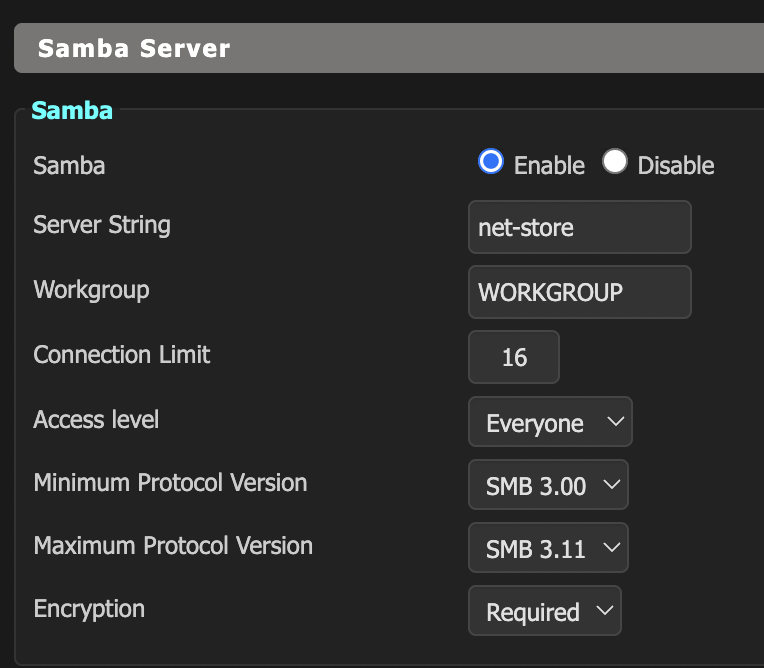 Samba Server
Samba
Samba Enable Disable
Server String net-store
Workgroup WORKGROUP
Connection Limit 16
Access level Everyone
Minimum Protocol Version SMB 3.00
Maximum Protocol Version SMB 3.11
Encryption Required